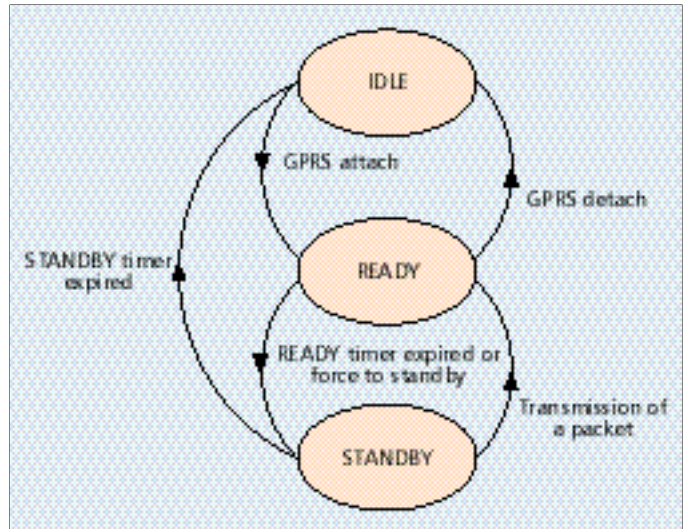 IDLE
GPRS attach
GPRS detach
STANDBY timer
expired
READY
READY timer expired or
force to standby
Transmission of
a packet
STANDBY